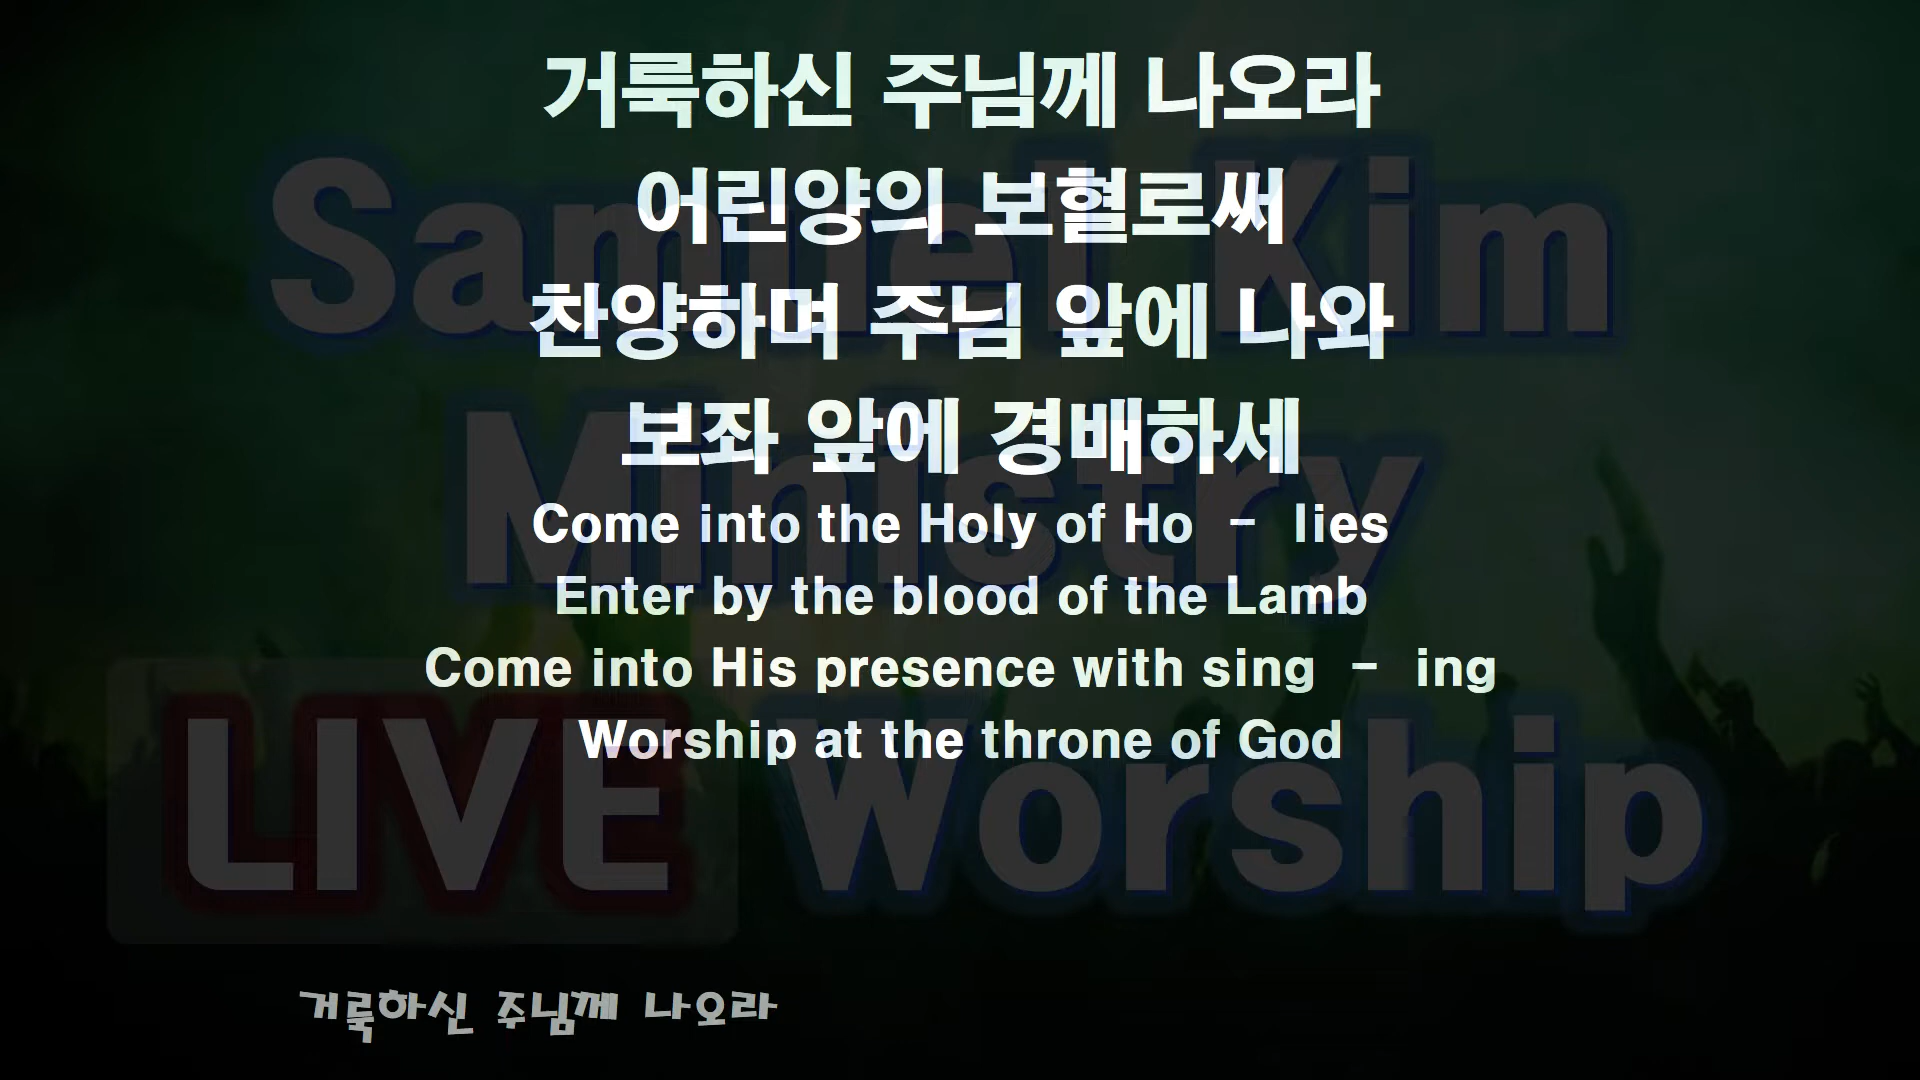 거룩하신 주님께 나오라
어린양의 보혈로써
찬양하며 주님 앞에 나와
보좌 앞에 경배하세
Come into the Holy of Ho - lies
Enter by the blood of the Lamb
Come into His presence with sing - ing
Worship at the throne of God
Samuel Kim
Ministry
LIVE Worship
거룩하신 주님께 나오라